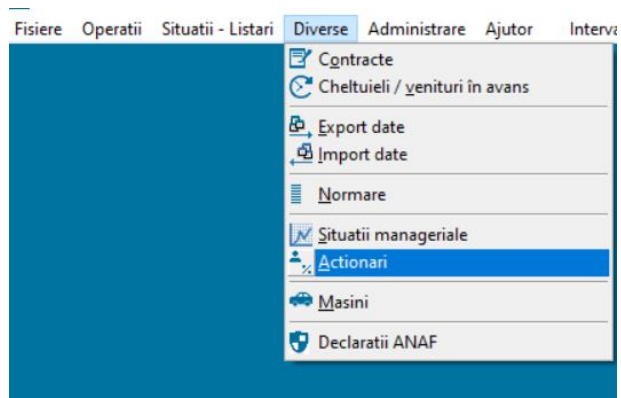 Fisiere Operatii Situatii - Listari Diverse Administrare Ajutor
Contracte
Cheltuieli / venituri în avans
Export date
Import date
Normare
Situatii manageriale
Actionari
Masini
Declaratii ANAF